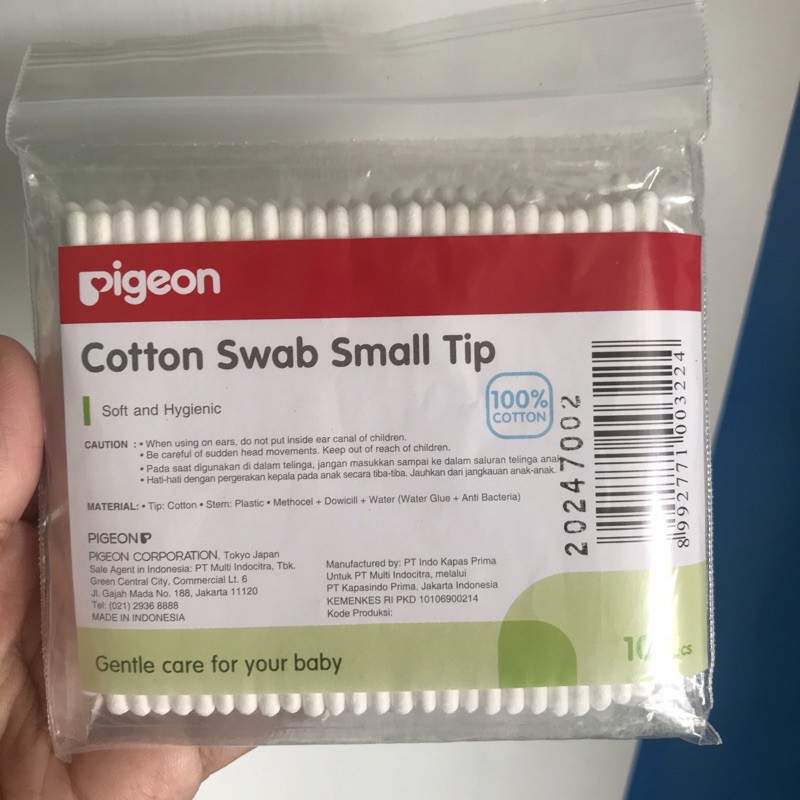 pigeon
Cotton Swab Small Tip
Soft and Hygienic
100%
COTTON
CAUTION : • When using on ears, do not put inside ear canal of children.
• Be careful of sudden head movements. Keep out of reach of children.
• Pada saat digunakan di dalam telinga, jangan masukkan sampai ke dalam saluran telinga anak.
• Hati-hati dengan pergerakan kepala pada anak secara tiba-tiba. Jauhkan dari jangkauan anak-anak.
MATERIAL: • Tip: Cotton • Stem: Plastic • Methocel + Dowicill + Water (Water Glue + Anti Bacteria)
PIGEON
PIGEON CORPORATION, Tokyo Japan
Sale Agent in Indonesia: PT Multi Indocitra, Tbk.
Green Central City, Commercial Lt. 6
Jl. Gajah Mada No. 188, Jakarta 11120
Tel: (021) 2936 8888
MADE IN INDONESIA
Manufactured by: PT Indo Kapas Prima
Untuk PT Multi Indocitra, melalui
PT Kapasindo Prima, Jakarta Indonesia
KEMENKES RI PKD 10106900214
Kode Produksi:
20247002
8 992771 003224
Gentle care for your baby